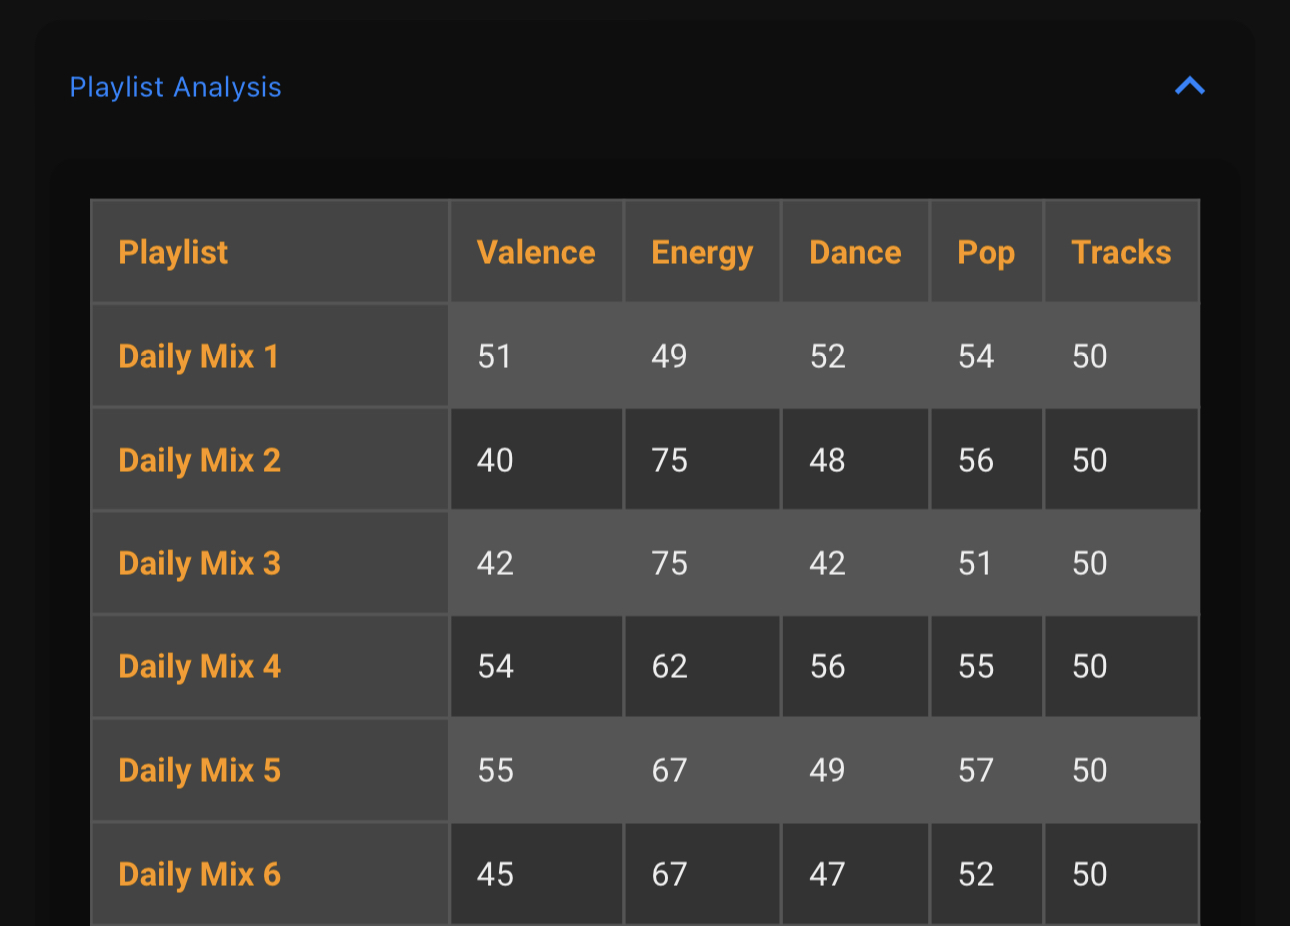 Playlist Analysis
Playlist Valence Energy Dance Pop Tracks
Daily Mix 1 51 49 52 54 50
Daily Mix 2 40 75 48 56 50
Daily Mix 3 42 75 42 51 50
Daily Mix 4 54 62 56 55 50
Daily Mix 5 55 67 49 57 50
Daily Mix 6 45 67 47 52 50